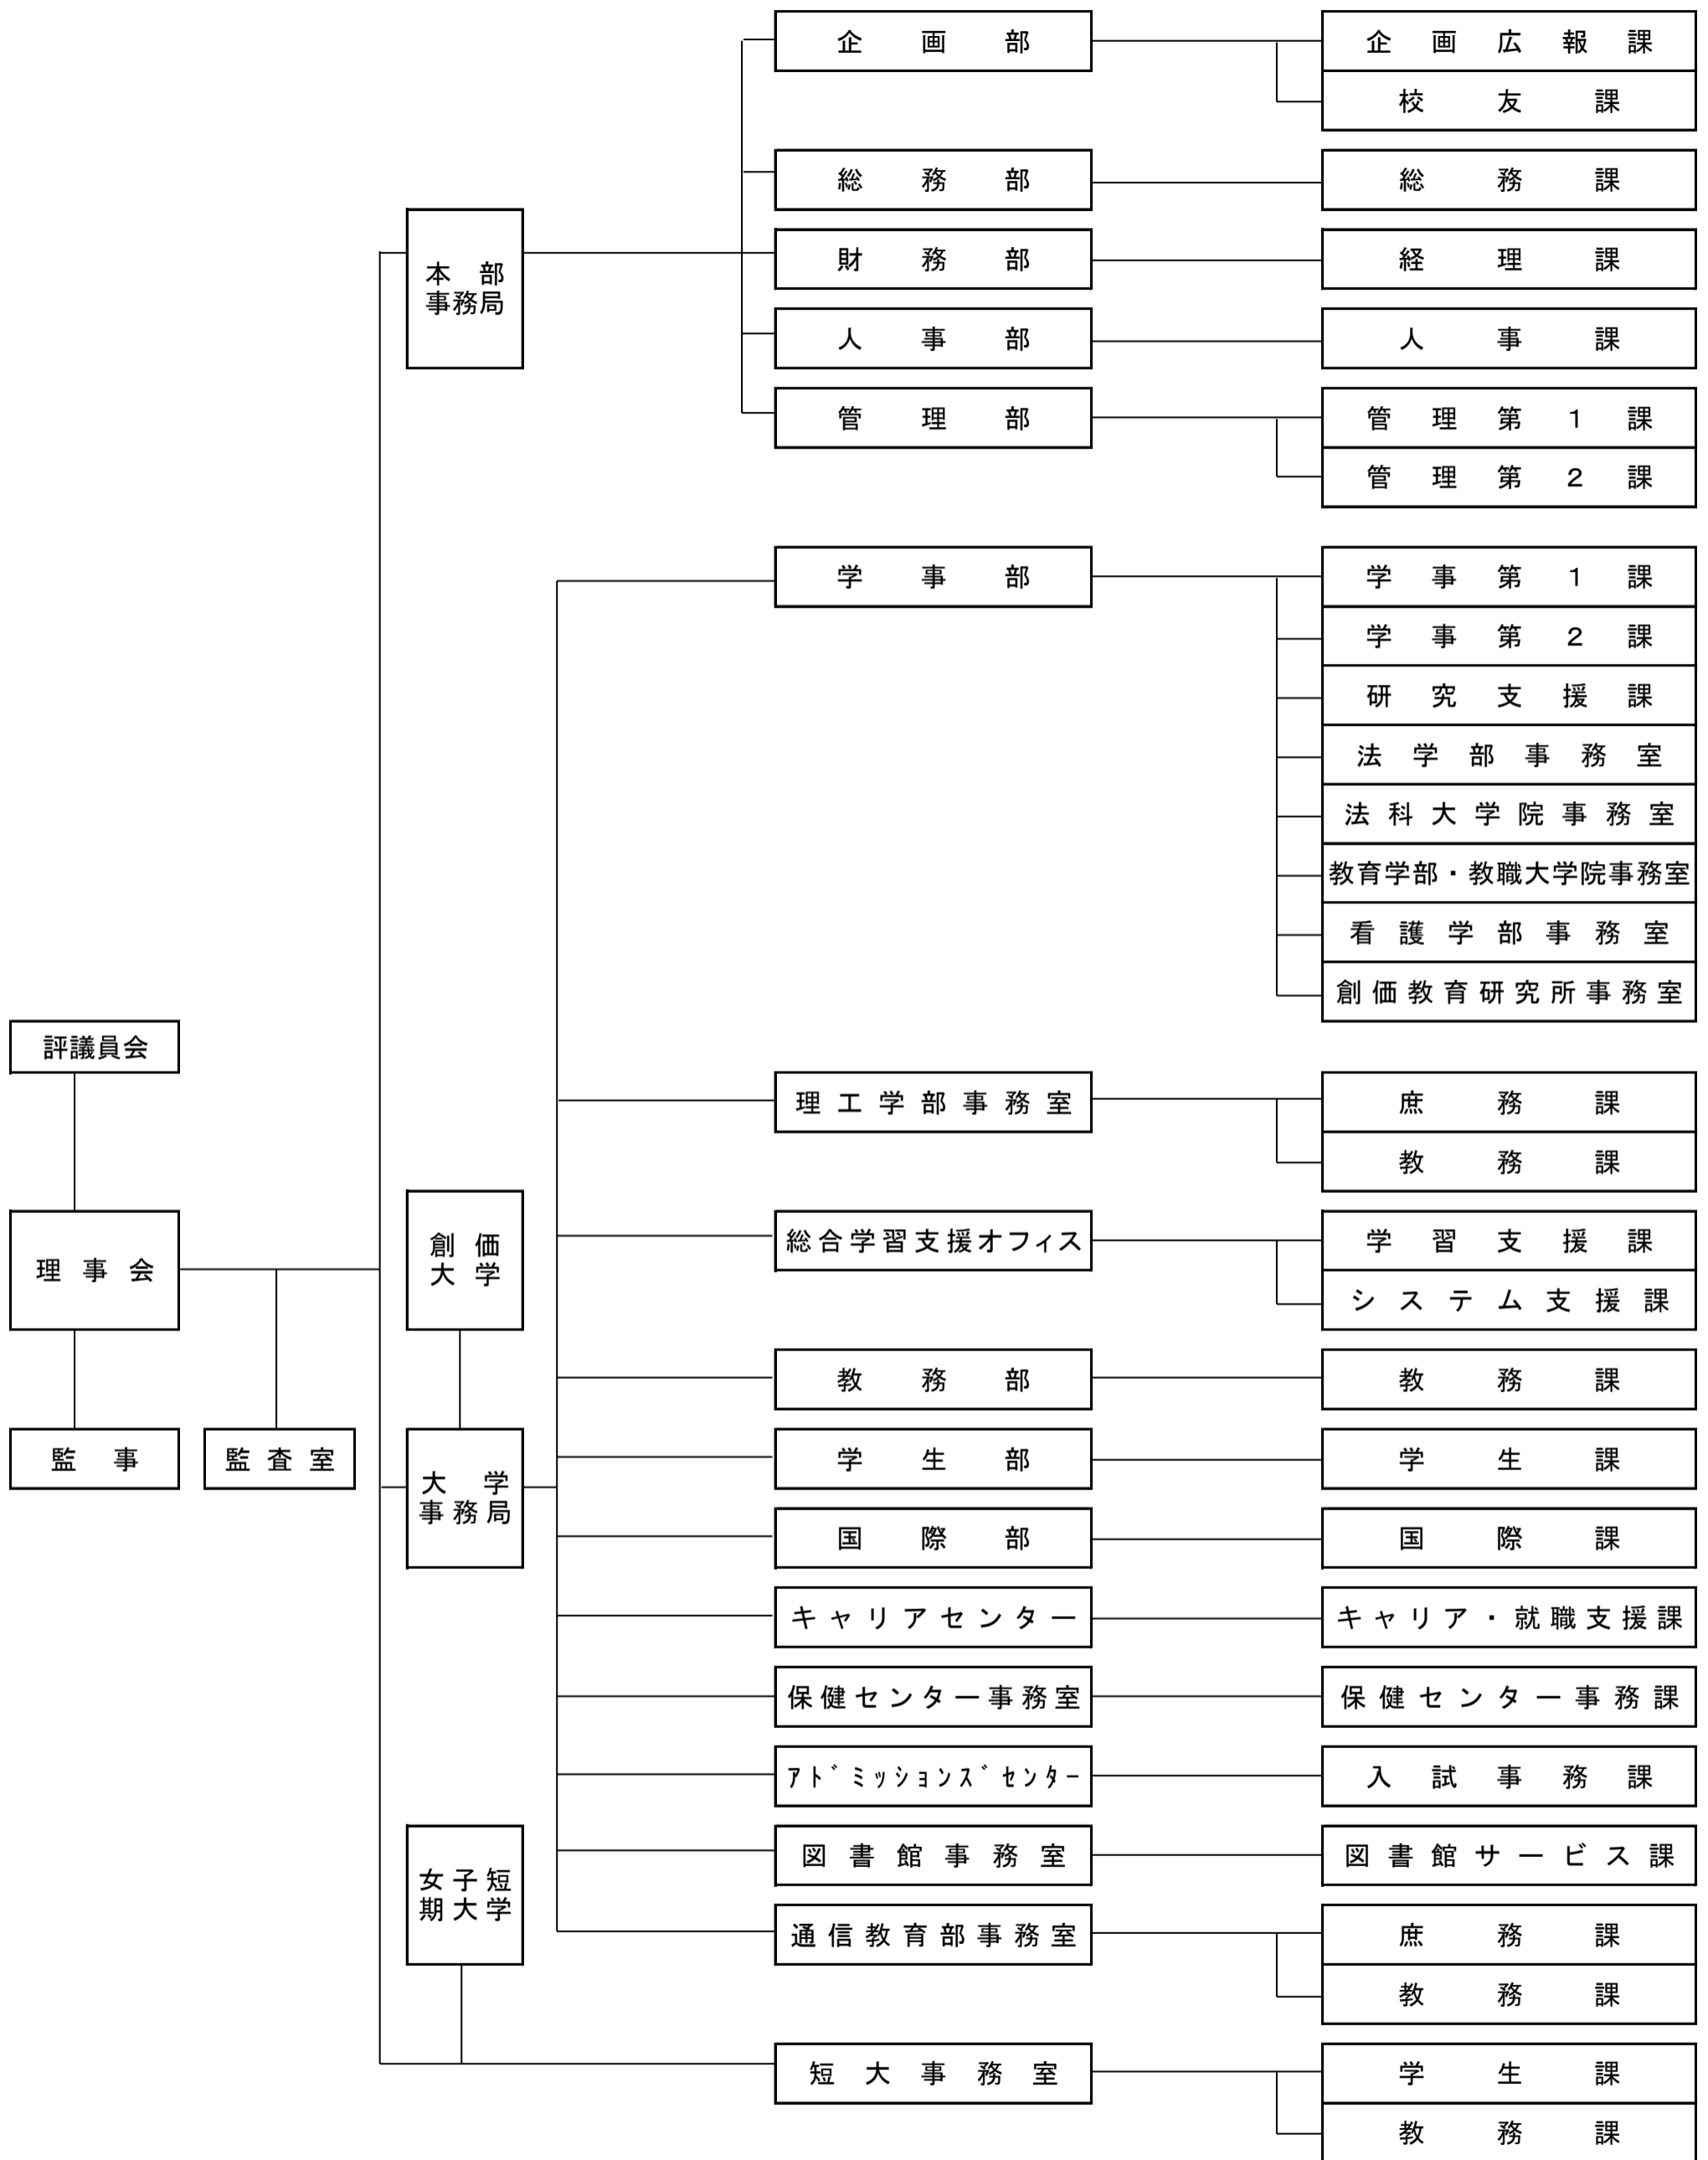 企画部
企画広報課
校友課
総務部
総務課
本部
事務局
財務部
経理課
人事部
人事課
管理部
管理第１課
管理第２課
学事部
学事第１課
学事第２課
研究支援課
法学部事務室
法科大学院事務室
教育学部・教職大学院事務室
看護学部事務室
創価教育研究所事務室
評議員会
理工学部事務室
庶務課
教務課
理事会
創価
大学
総合学習支援オフィス
学習支援課
システム支援課
教務部
教務課
監事
監査室
大学
事務局
学生部
学生課
国際部
国際課
キャリアセンター
キャリア・就職支援課
保健センター事務室
保健センター事務課
ｱﾄﾞﾐｯｼｮﾝｽﾞｾﾝﾀｰ
入試事務課
女子短
期大学
図書館事務室
図書館サービス課
通信教育部事務室
庶務課
教務課
短大事務室
学生課
教務課